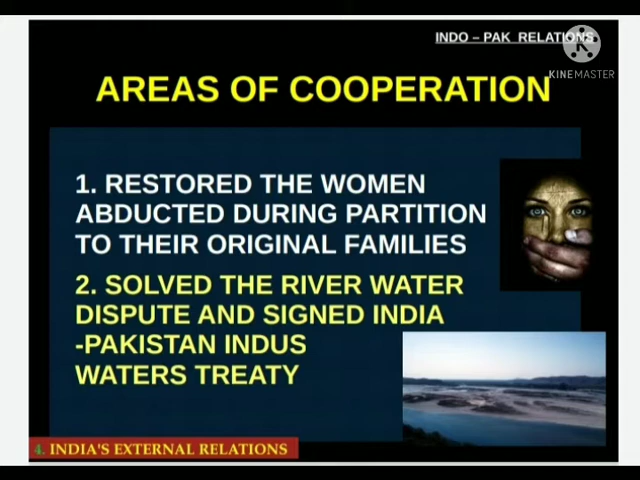 INDO – PAK RELATIONS
KINEMASTER
AREAS OF COOPERATION
1. RESTORED THE WOMEN
ABDUCTED DURING PARTITION
TO THEIR ORIGINAL FAMILIES
2. SOLVED THE RIVER WATER
DISPUTE AND SIGNED INDIA
-PAKISTAN INDUS
WATERS TREATY
4. INDIA'S EXTERNAL RELATIONS